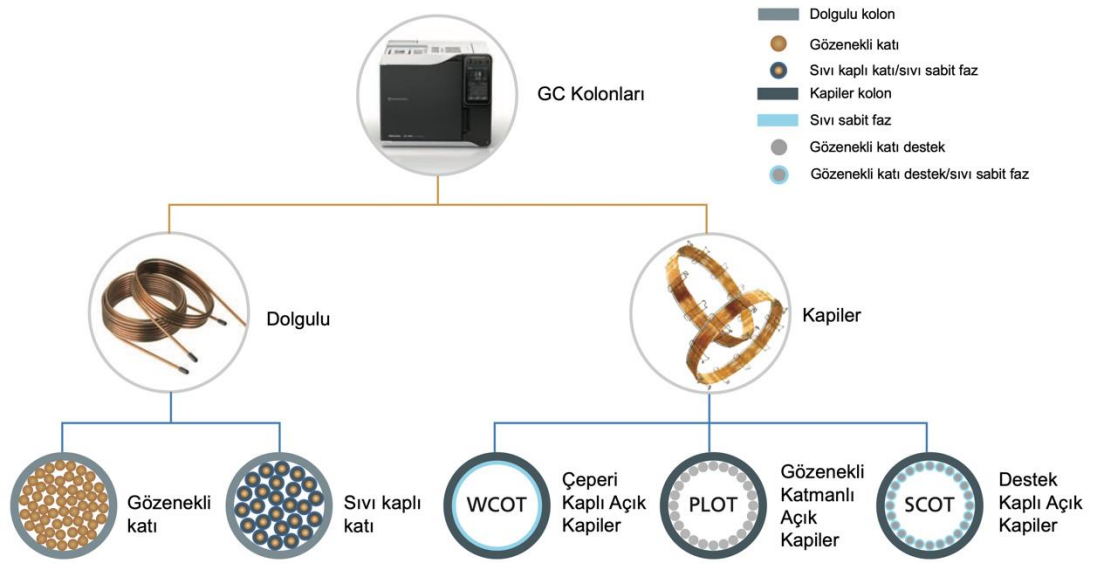 Dolgulu kolon
Gözenekli katı
Sıvı kaplı katı/sıvı sabit faz
Kapiler kolon
Sıvı sabit faz
Gözenekli katı destek
Gözenekli katı destek/sıvı sabit faz
GC Kolonları
Dolgulu
Kapiler
Gözenekli
katı
Sıvı kaplı
katı
WCOT
Çeperi
Kaplı Açık
Kapiler
PLOT
Gözenekli
Katmanlı
Açık
Kapiler
SCOT
Destek
Kaplı Açık
Kapiler